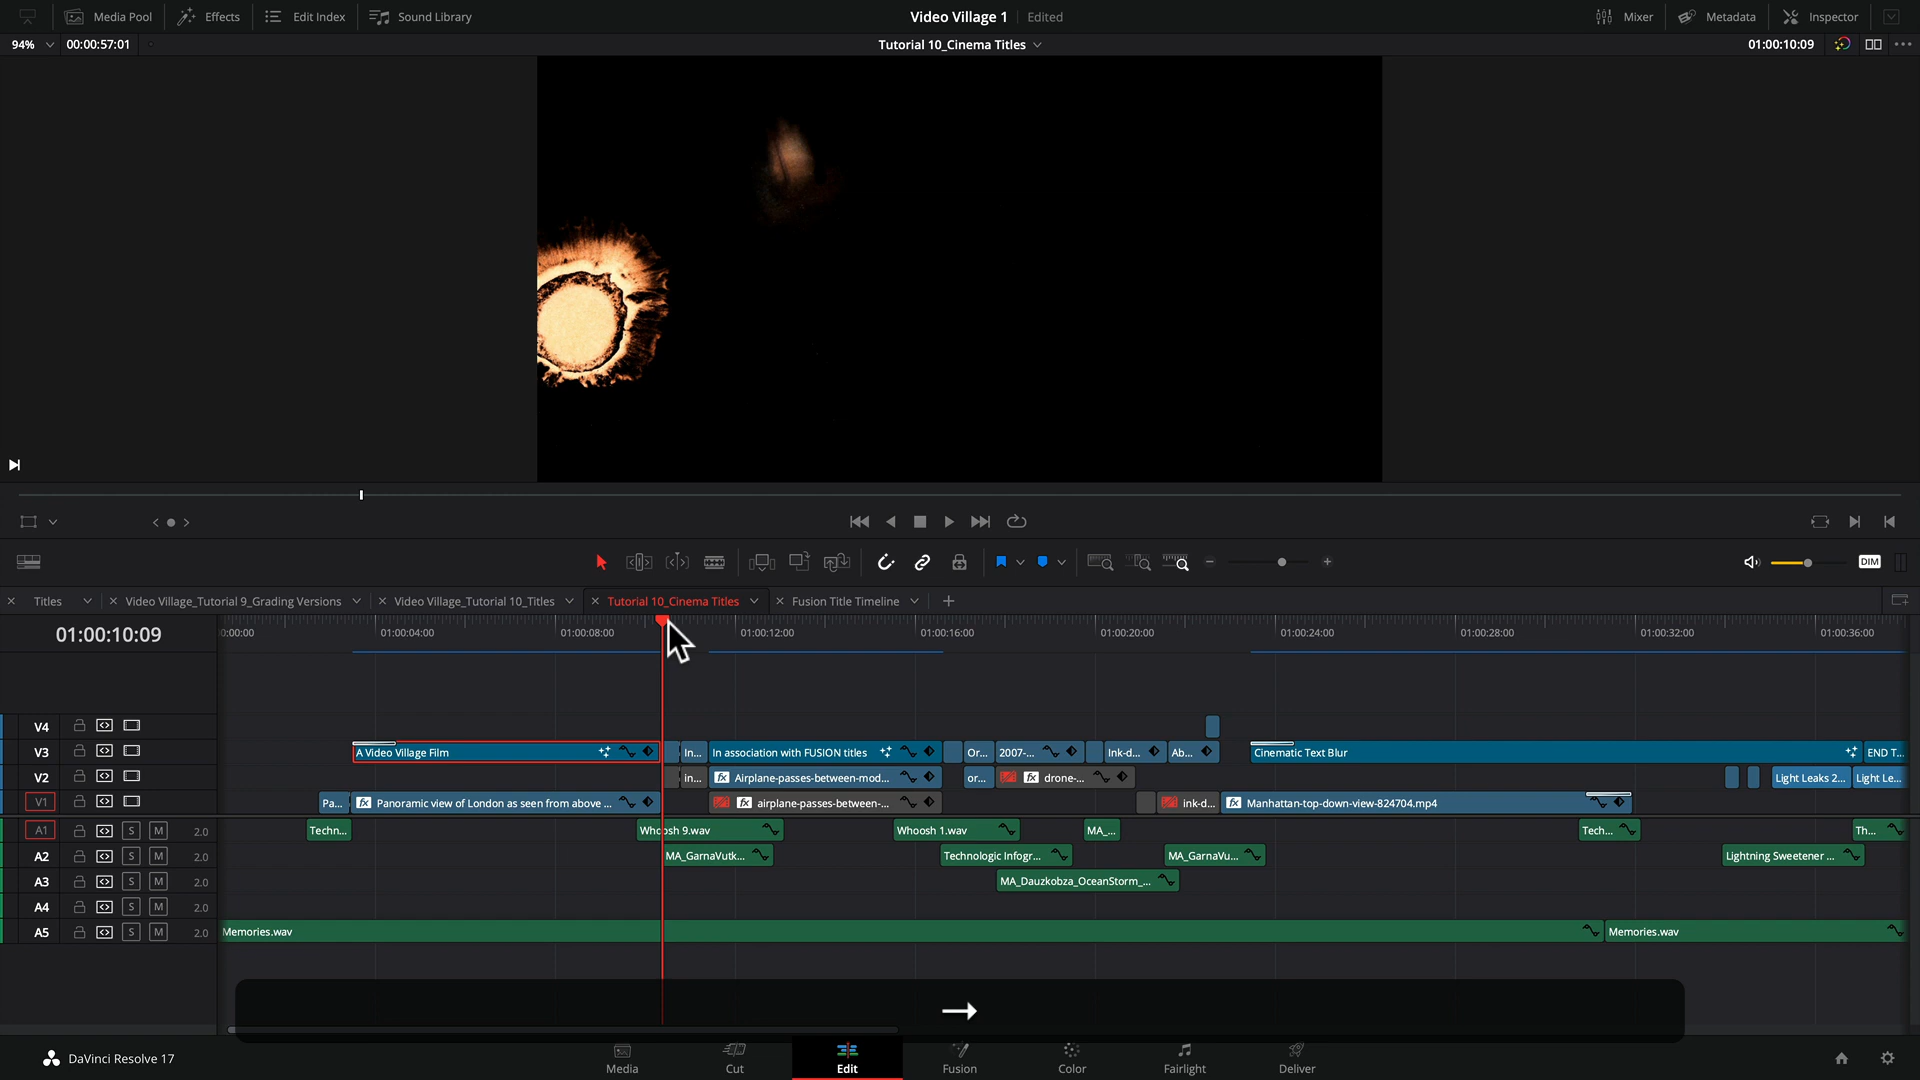 Media Pool Effects Edit Index Sound Library Video Village 1 Edited Mixer Metadata Inspector
94% 00:00:57:01 Tutorial 10_Cinema Titles 01:00:10:09
DIM
Titles Video Village_Tutorial 9_Grading Versions Video Village_Tutorial 10_Titles Tutorial 10_Cinema Titles Fusion Title Timeline
01:00:10:09 0:00:00 01:00:04:00 01:00:08:00 01:00:12:00 01:00:16:00 01:00:20:00 01:00:24:00 01:00:28:00 01:00:32:00 01:00:36:00
V4
V3 A Video Village Film In... In association with FUSION titles Or... 2007-... Ink-d... Ab... Cinematic Text Blur END T...
V2 in... fx Airplane-passes-between-mod... or... fx drone-... Light Leaks 2... Light Le...
V1 Pa... fx Panoramic view of London as seen from above ... fx airplane-passes-between-... ink-d... fx Manhattan-top-down-view-824704.mp4
A1 S M 2.0 Techn... Whoosh 9.wav Whoosh 1.wav MA_... Tech... Th...
A2 S M 2.0 MA_GarnaVutk... Technologic Infogr... MA_GarnaVu... Lightning Sweetener ...
A3 S M 2.0 MA_Dauzkobza_OceanStorm_...
A4 S M 2.0
A5 S M 2.0 Memories.wav Memories.wav
DaVinci Resolve 17 Media Cut Edit Fusion Color Fairlight Deliver